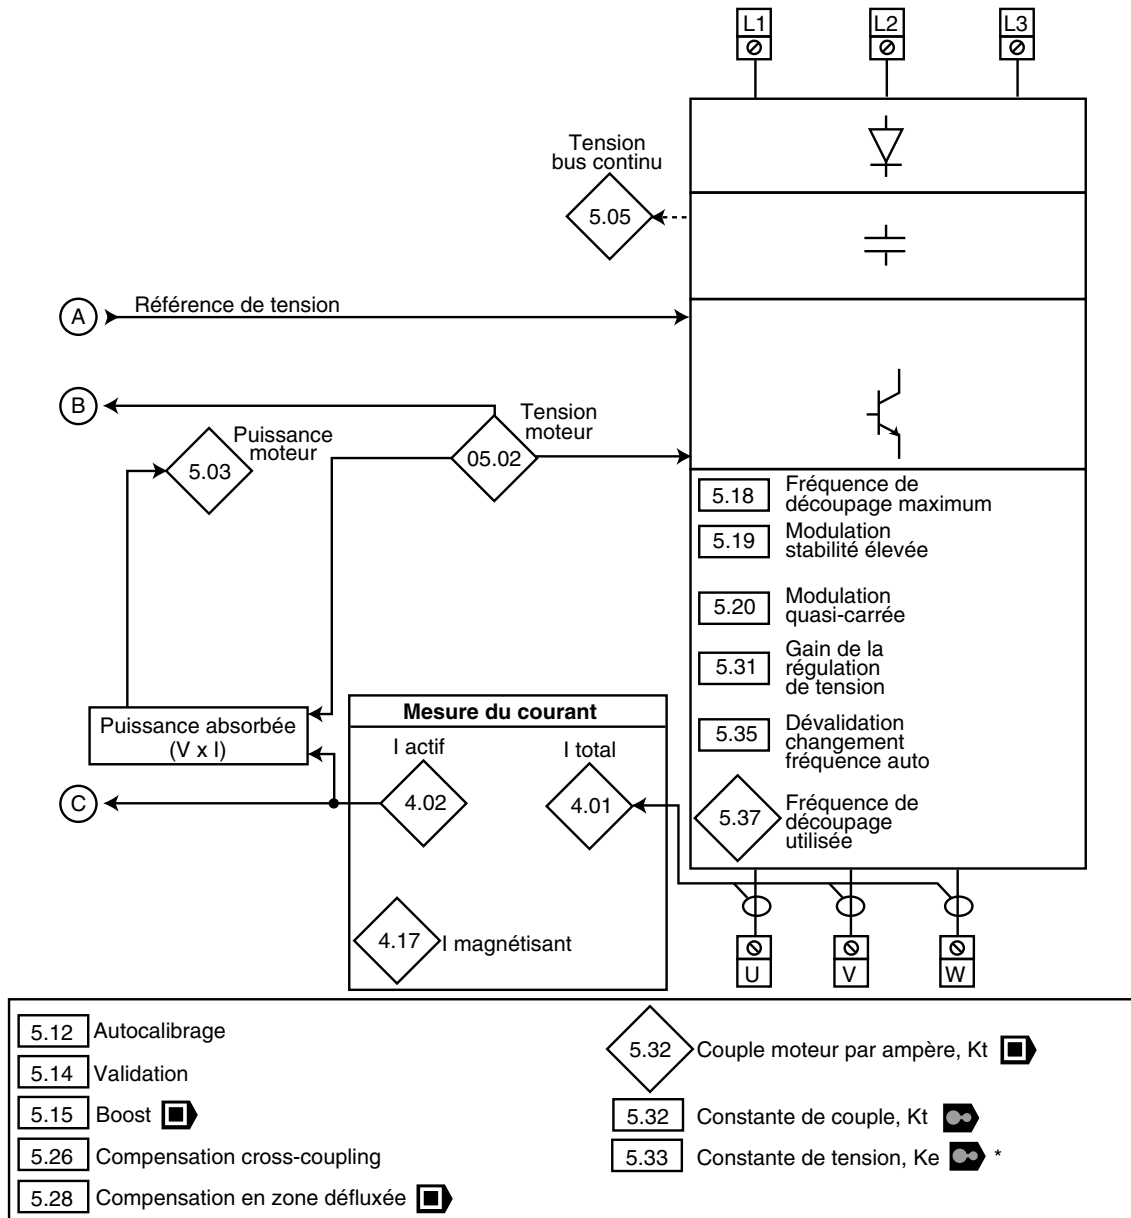 L1 L2 L3
Tension
bus continu
5.05
A Référence de tension
B
Puissance
moteur
5.03
Tension
moteur
05.02
5.18 Fréquence de
découpage maximum
5.19 Modulation
stabilité élevée
5.20 Modulation
quasi-carrée
5.31 Gain de la
régulation
de tension
5.35 Dévalidation
changement
fréquence auto
5.37 Fréquence de
découpage
utilisée
Puissance absorbée
(V x I)
Mesure du courant
I actif
4.02
I total
4.01
C
4.17 I magnétisant
U V W
5.12 Autocalibrage
5.14 Validation
5.15 Boost
5.26 Compensation cross-coupling
5.28 Compensation en zone défluxée
5.32 Couple moteur par ampère, Kt
5.32 Constante de couple, Kt
5.33 Constante de tension, Ke *